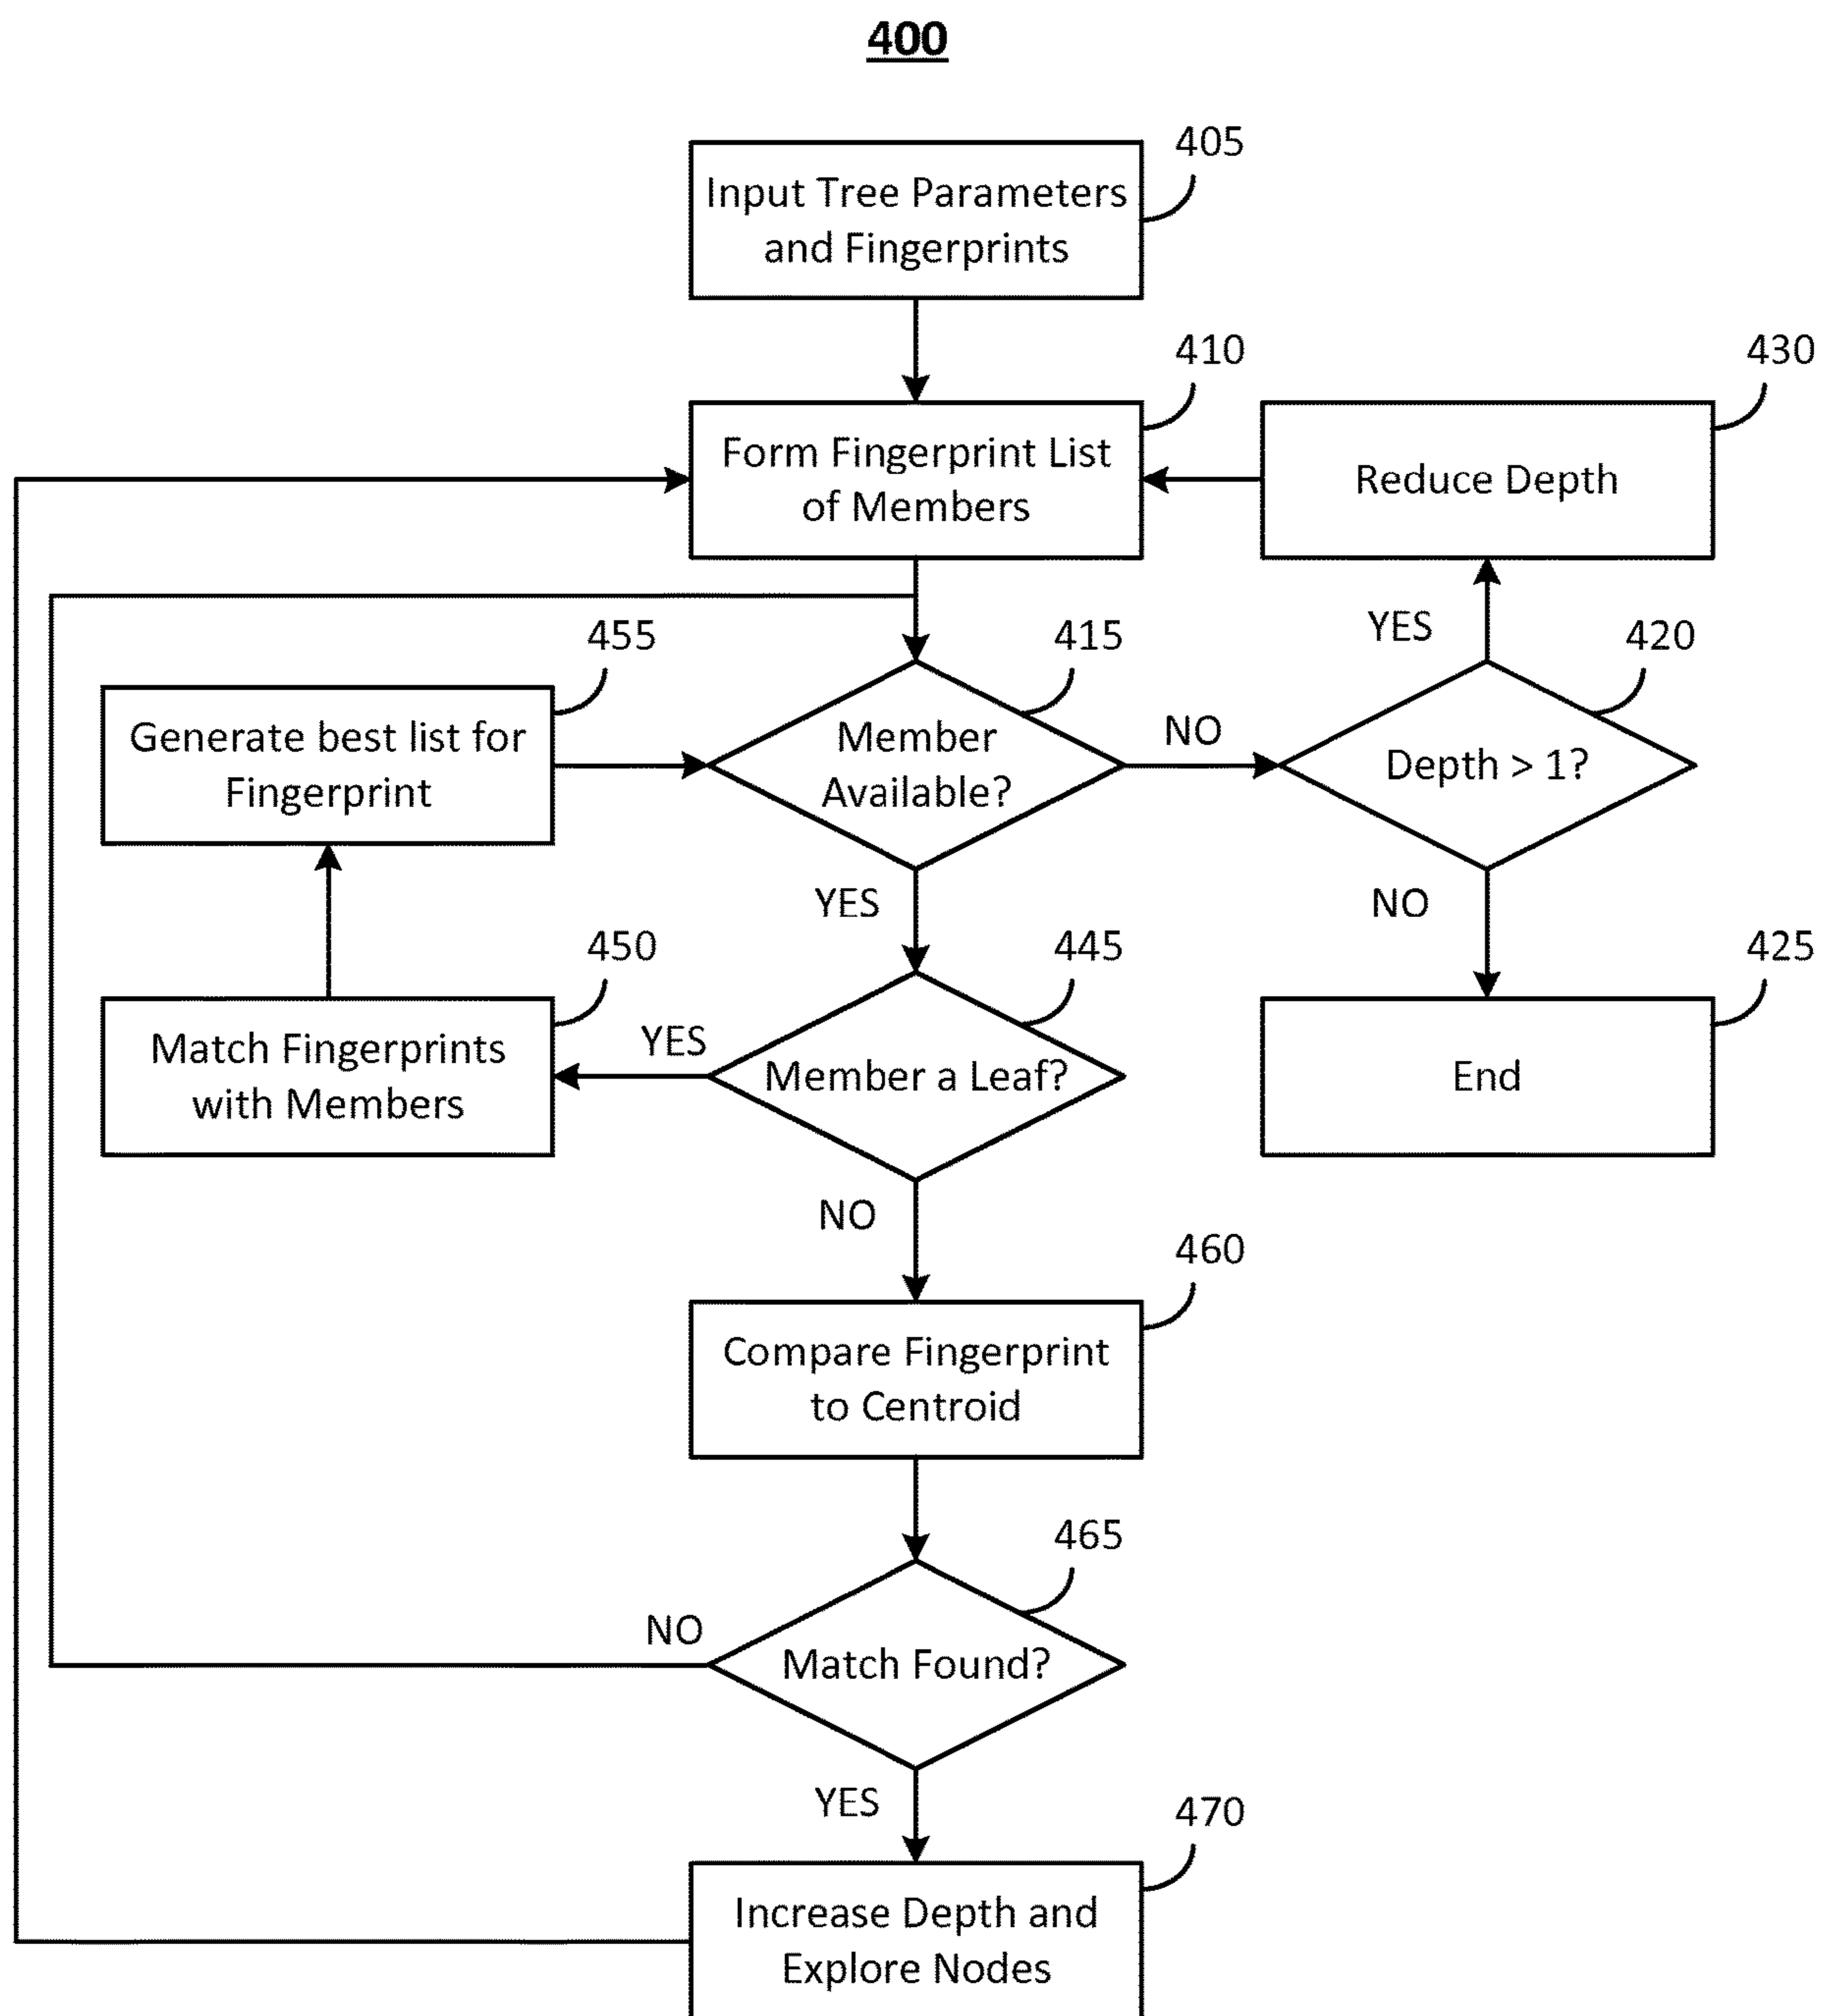 400
405
Input Tree Parameters
and Fingerprints
410
430
Form Fingerprint List
of Members
Reduce Depth
455
415
YES
420
Generate best list for
Fingerprint
Member
Available?
NO
Depth > 1?
YES
NO
450
445
425
Match Fingerprints
with Members
YES
Member a Leaf?
End
NO
460
Compare Fingerprint
to Centroid
465
NO
Match Found?
YES
470
Increase Depth and
Explore Nodes